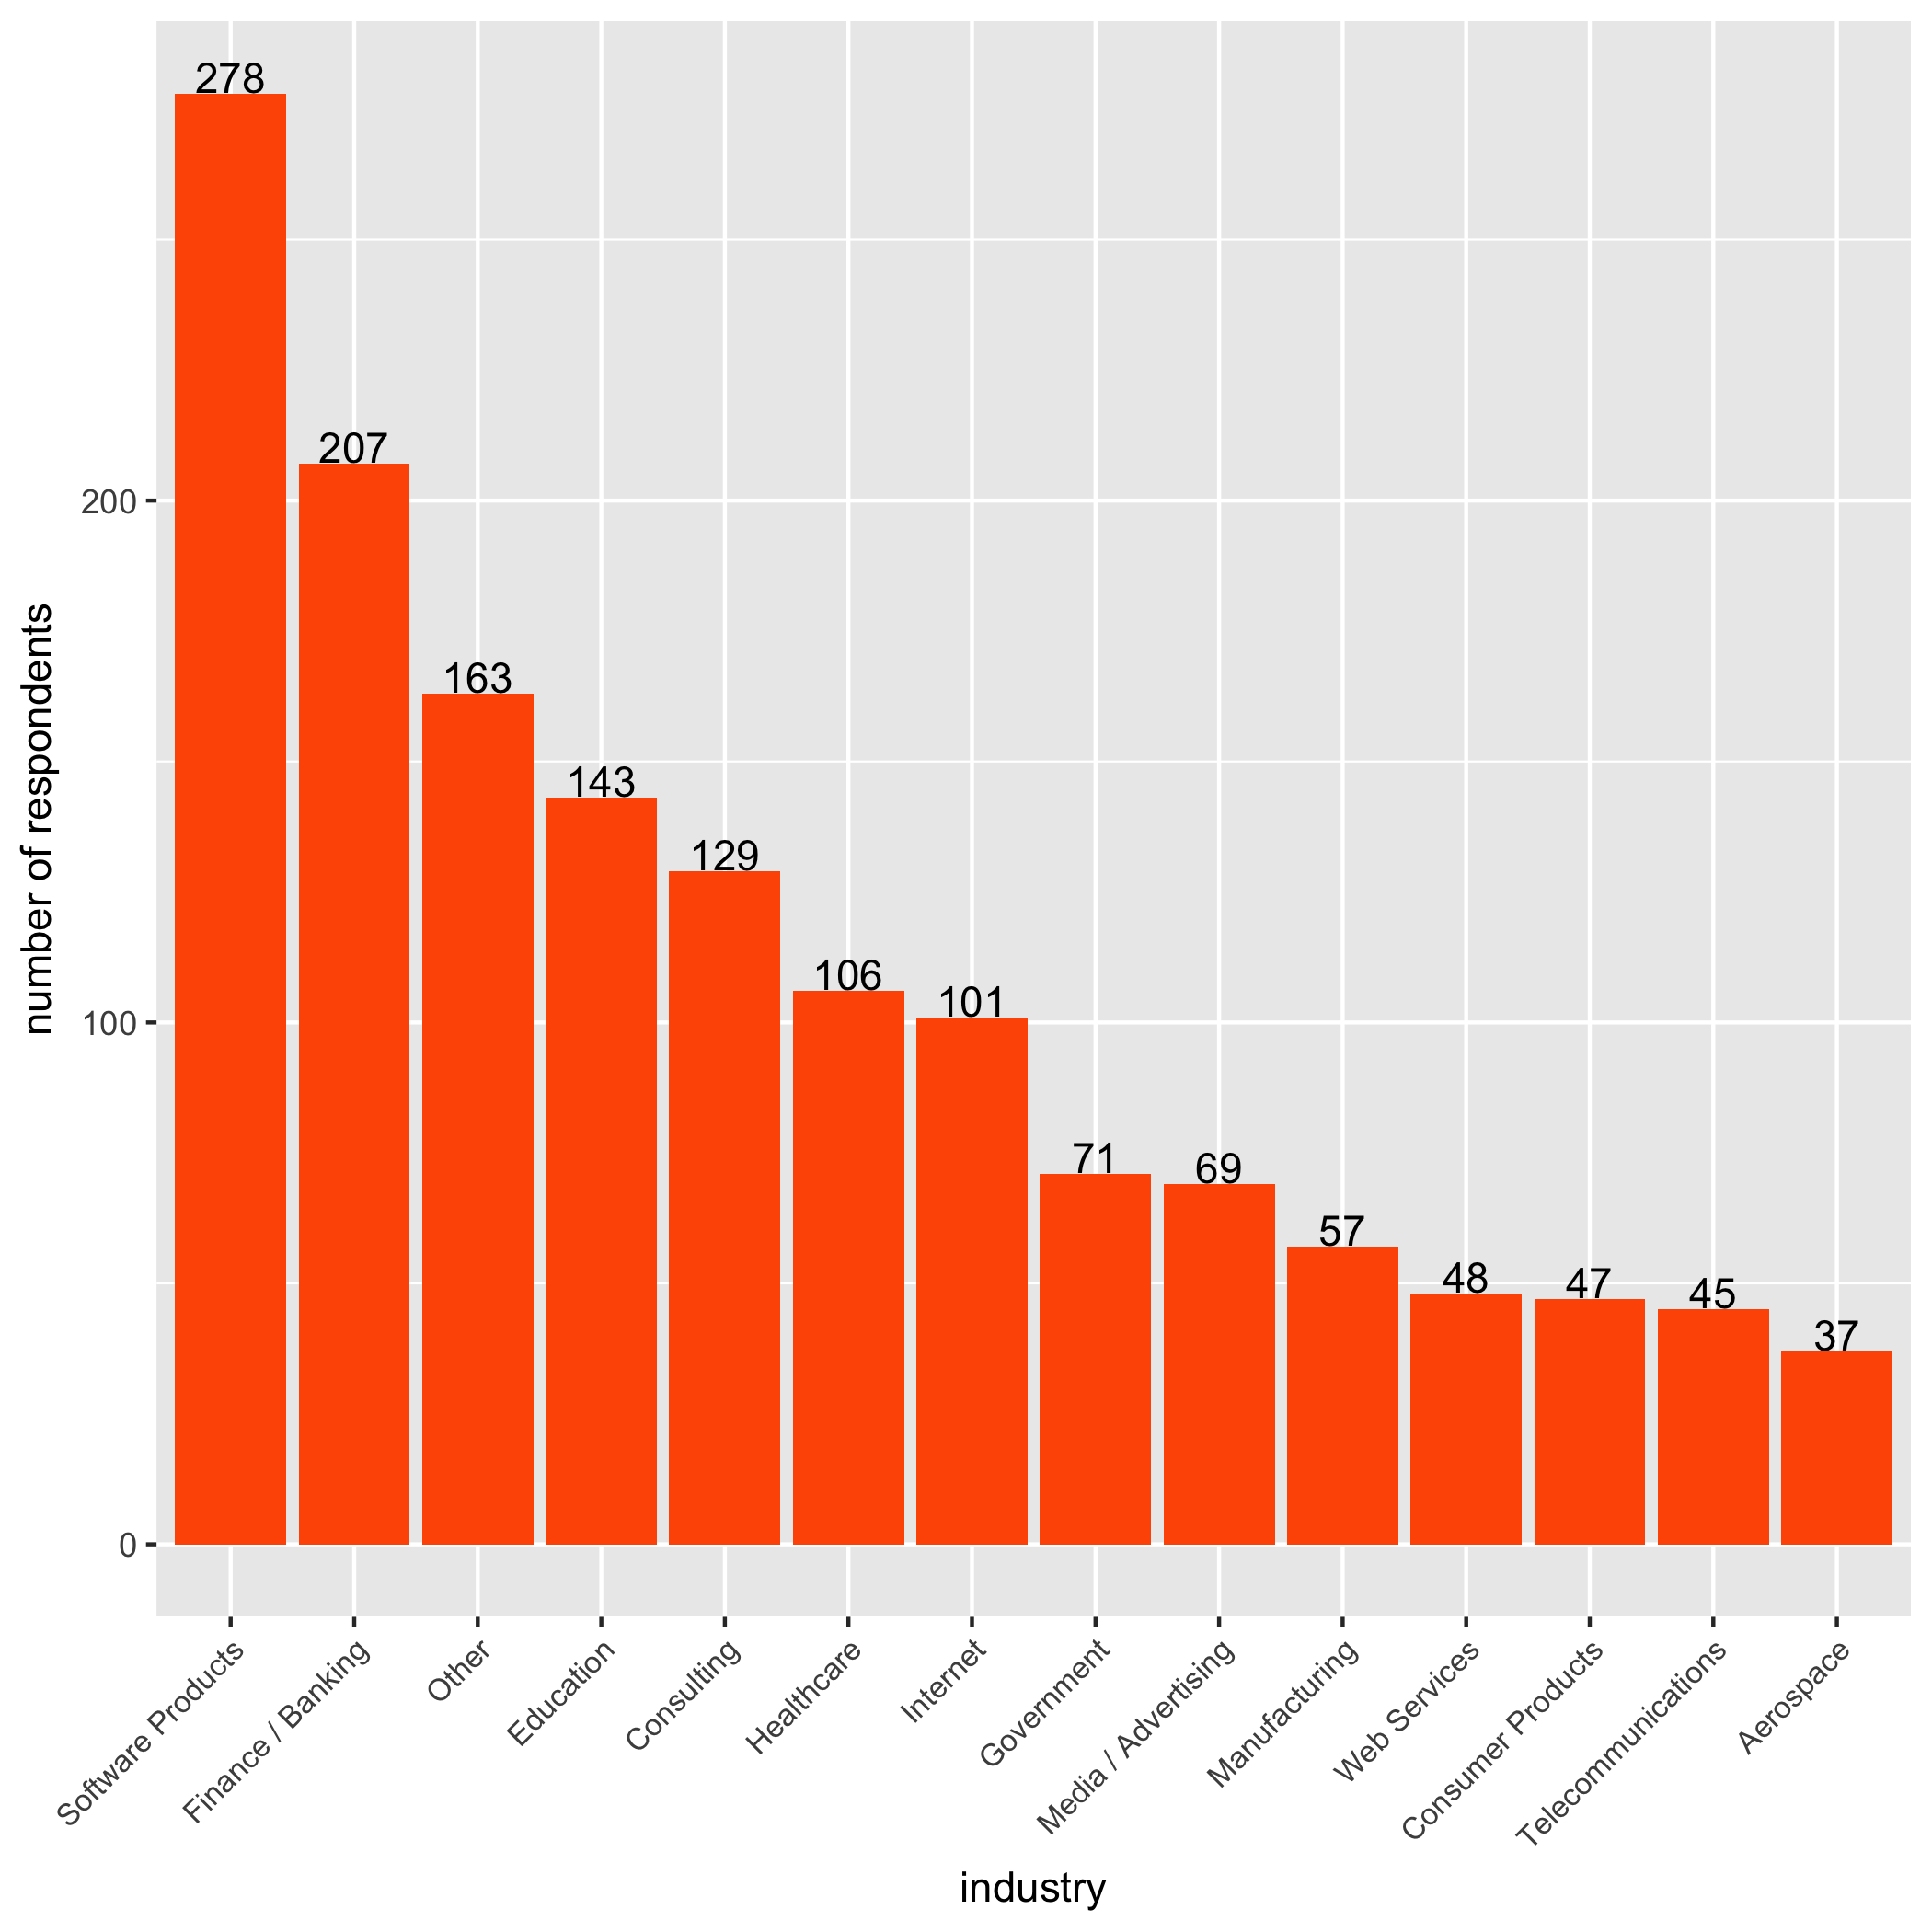 278
207
163
143
129
106
101
71
69
57
48
47
45
37
200
100
0
number of respondents
Software Products
Finance / Banking
Other
Education
Consulting
Healthcare
Internet
Government
Media / Advertising
Manufacturing
Web Services
Consumer Products
Telecommunications
Aerospace
industry